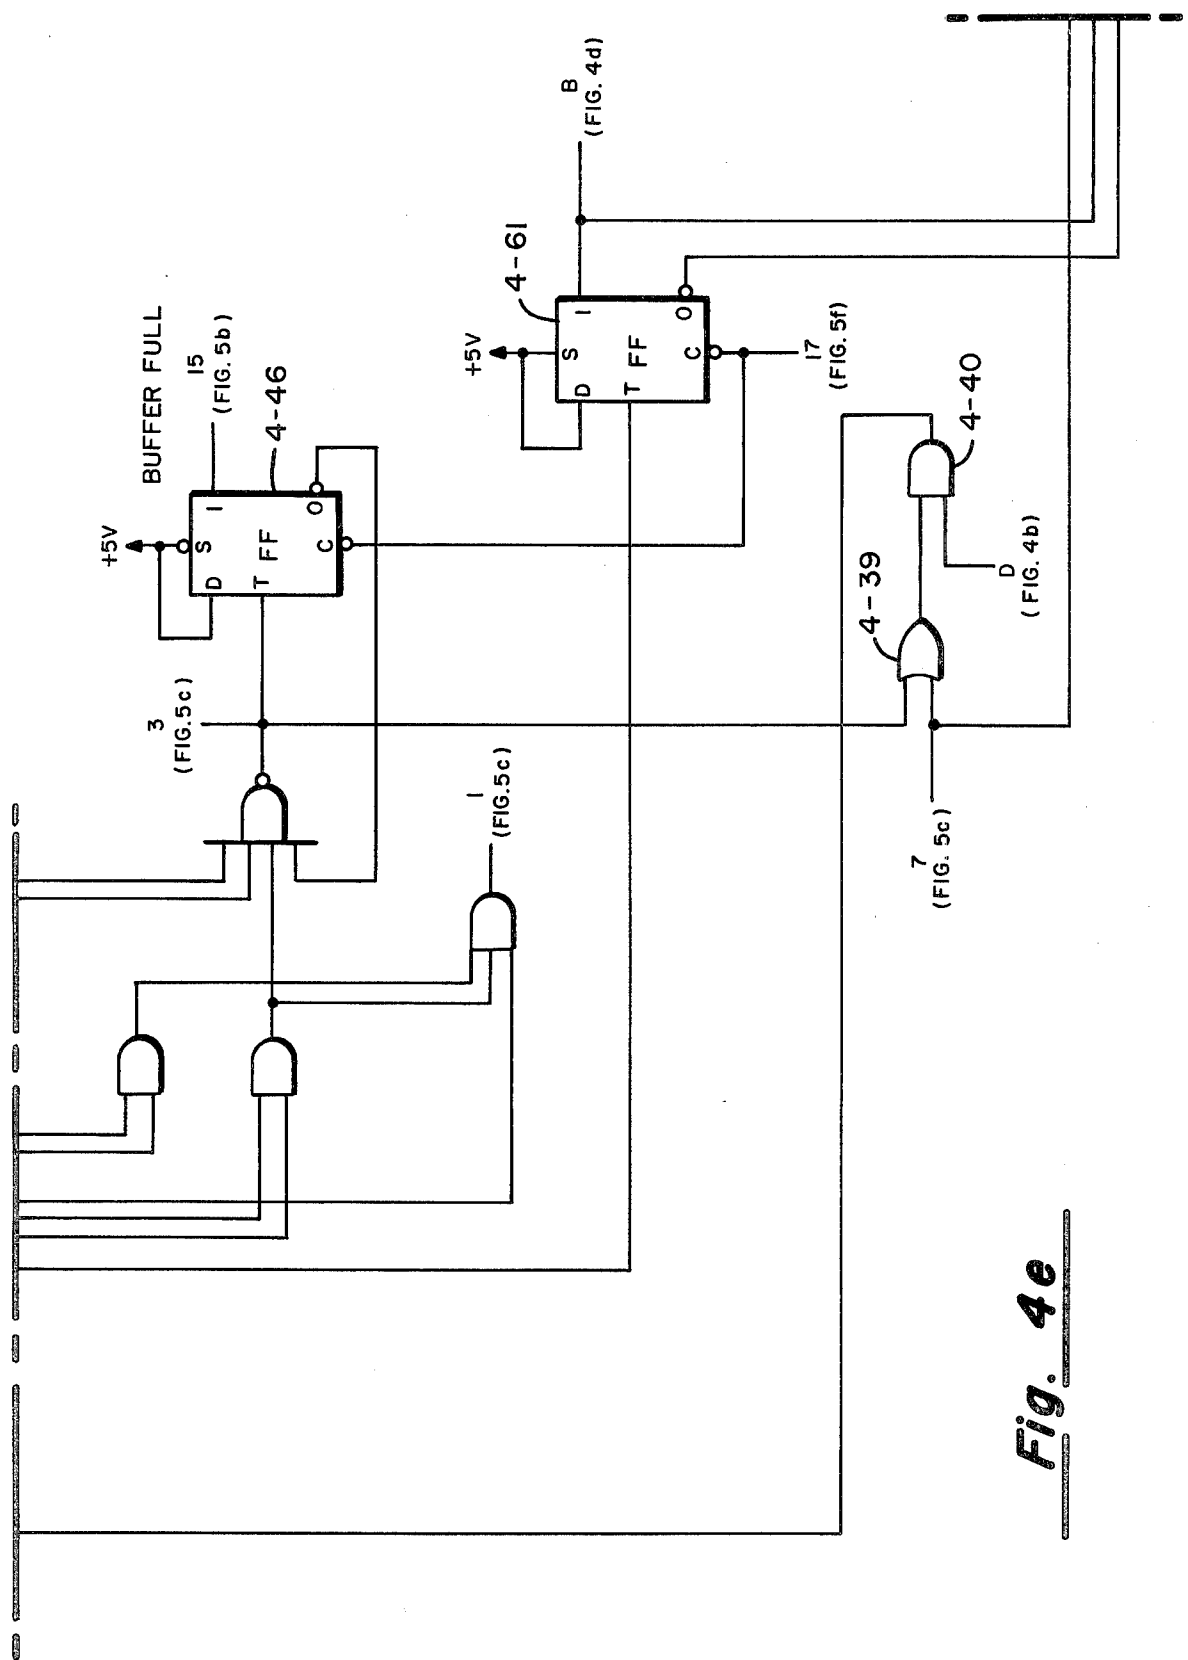 BUFFER FULL
15
(FIG. 5b)
4-46
+5V
S
D
I
FF
T
O
C
3
(FIG.5c)
B
(FIG. 4d)
4-61
+5V
S
D
I
FF
T
O
C
17
(FIG. 5f)
1
(FIG.5c)
4-40
4-39
D
(FIG. 4b)
7
(FIG. 5c)
Fig. 4e